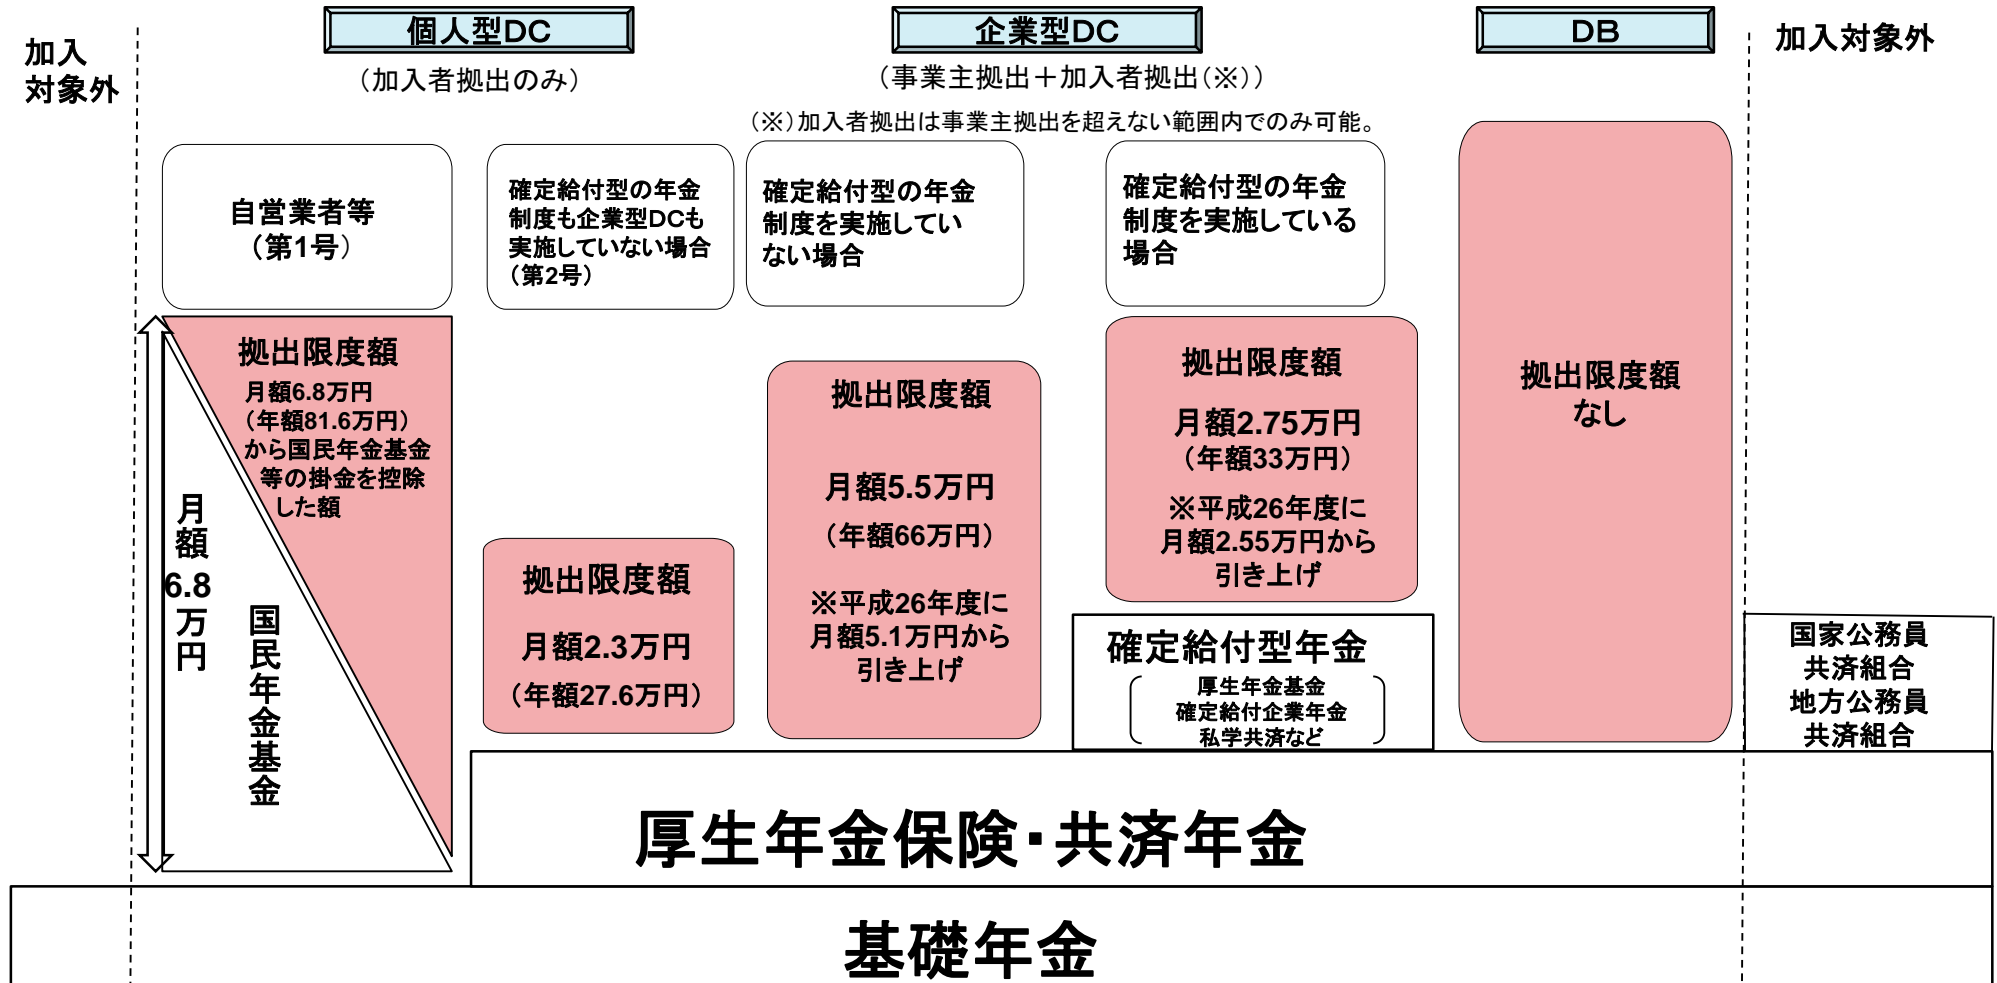 加入
対象外
個人型DC
（加入者拠出のみ）
企業型DC
（事業主拠出＋加入者拠出（※））
（※）加入者拠出は事業主拠出を超えない範囲内でのみ可能。
DB
加入対象外
自営業者等
（第1号）
確定給付型の年金
制度も企業型DCも
実施していない場合
（第2号）
確定給付型の年金
制度を実施してい
ない場合
確定給付型の年金
制度を実施している
場合
拠出限度額
月額6.8万円
（年額81.6万円）
から国民年金基金
等の掛金を控除
した額
月額
6.8
万円
国民年金基金
拠出限度額
月額2.3万円
（年額27.6万円）
拠出限度額
月額5.5万円
（年額66万円）
※平成26年度に
月額5.1万円から
引き上げ
拠出限度額
月額2.75万円
（年額33万円）
※平成26年度に
月額2.55万円から
引き上げ
確定給付型年金
厚生年金基金
確定給付企業年金
私学共済など
拠出限度額
なし
国家公務員
共済組合
地方公務員
共済組合
厚生年金保険・共済年金
基礎年金